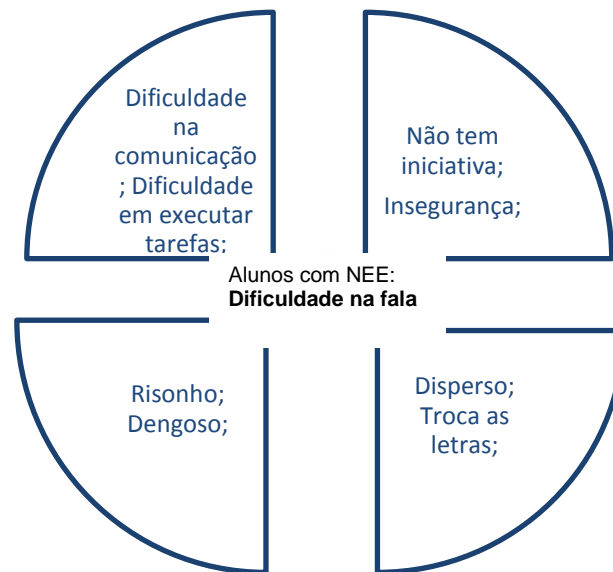 Dificuldade
na
comunicação
; Dificuldade
em executar
tarefas;
Não tem
iniciativa;
Insegurança;
Alunos com NEE:
Dificuldade na fala
Risonho;
Dengoso;
Disperso;
Troca as
letras;